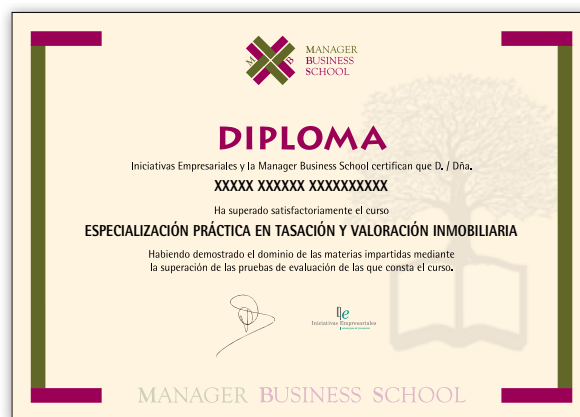 M B
MANAGER
BUSINESS
SCHOOL
DIPLOMA
Iniciativas Empresariales y la Manager Business School certifican que D. / Dña.
XXXXX XXXXXX XXXXXXXXXX
Ha superado satisfactoriamente el curso
ESPECIALIZACIÓN PRÁCTICA EN TASACIÓN Y VALORACIÓN INMOBILIARIA
Habiendo demostrado el dominio de las materias impartidas mediante
la superación de las pruebas de evaluación de las que consta el curso.
Iniciativas Empresariales
MANAGER BUSINESS SCHOOL